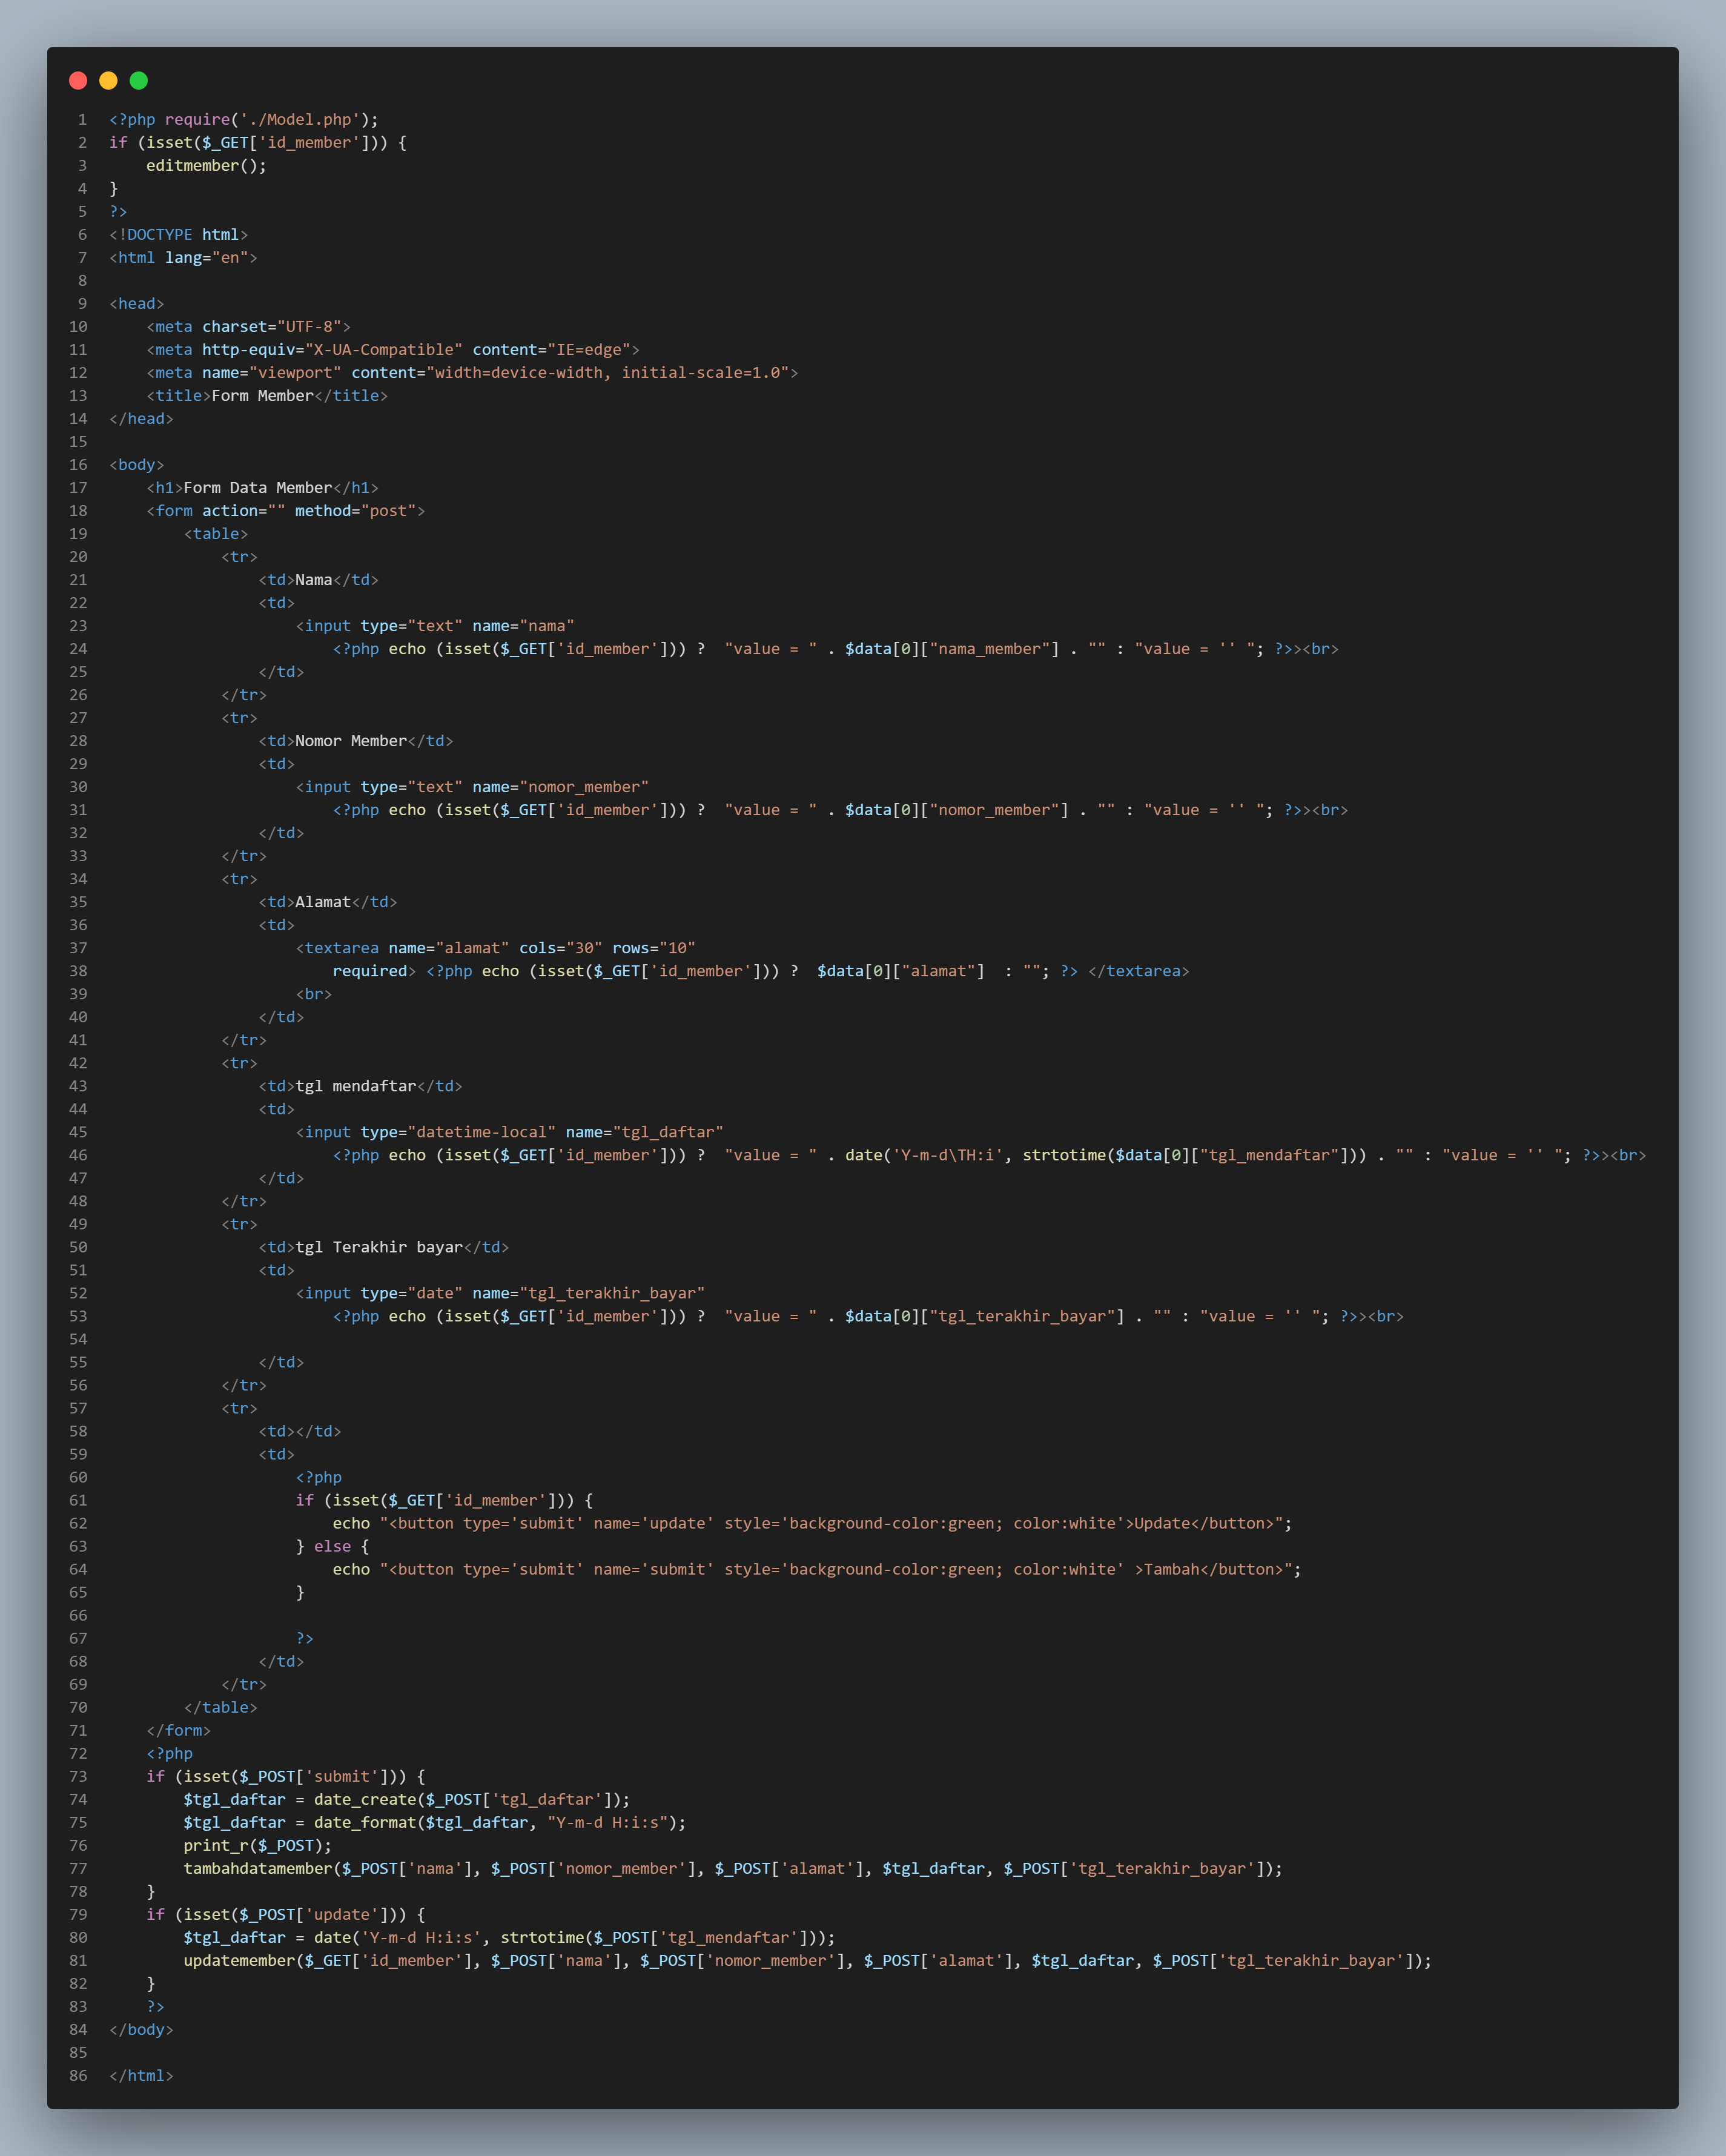 1 <?php require('./Model.php');
2 if (isset($_GET['id_member'])) {
3     editmember();
4 }
5 ?>
6 <!DOCTYPE html>
7 <html lang="en">
8
9 <head>
10     <meta charset="UTF-8">
11     <meta http-equiv="X-UA-Compatible" content="IE=edge">
12     <meta name="viewport" content="width=device-width, initial-scale=1.0">
13     <title>Form Member</title>
14 </head>
15
16 <body>
17     <h1>Form Data Member</h1>
18     <form action="" method="post">
19         <table>
20             <tr>
21                 <td>Nama</td>
22                 <td>
23                     <input type="text" name="nama"
24                         <?php echo (isset($_GET['id_member'])) ?  "value = " . $data[0]["nama_member"] . "" : "value = '' "; ?>><br>
25                 </td>
26             </tr>
27             <tr>
28                 <td>Nomor Member</td>
29                 <td>
30                     <input type="text" name="nomor_member"
31                         <?php echo (isset($_GET['id_member'])) ?  "value = " . $data[0]["nomor_member"] . "" : "value = '' "; ?>><br>
32                 </td>
33             </tr>
34             <tr>
35                 <td>Alamat</td>
36                 <td>
37                     <textarea name="alamat" cols="30" rows="10"
38                         required> <?php echo (isset($_GET['id_member'])) ?  $data[0]["alamat"]  : ""; ?> </textarea>
39                     <br>
40                 </td>
41             </tr>
42             <tr>
43                 <td>tgl mendaftar</td>
44                 <td>
45                     <input type="datetime-local" name="tgl_daftar"
46                         <?php echo (isset($_GET['id_member'])) ?  "value = " . date('Y-m-d\TH:i', strtotime($data[0]["tgl_mendaftar"])) . "" : "value = '' "; ?>><br>
47                 </td>
48             </tr>
49             <tr>
50                 <td>tgl Terakhir bayar</td>
51                 <td>
52                     <input type="date" name="tgl_terakhir_bayar"
53                         <?php echo (isset($_GET['id_member'])) ?  "value = " . $data[0]["tgl_terakhir_bayar"] . "" : "value = '' "; ?>><br>
54
55                 </td>
56             </tr>
57             <tr>
58                 <td></td>
59                 <td>
60                     <?php
61                     if (isset($_GET['id_member'])) {
62                         echo "<button type='submit' name='update' style='background-color:green; color:white'>Update</button>";
63                     } else {
64                         echo "<button type='submit' name='submit' style='background-color:green; color:white' >Tambah</button>";
65                     }
66
67                     ?>
68                 </td>
69             </tr>
70         </table>
71     </form>
72     <?php
73     if (isset($_POST['submit'])) {
74         $tgl_daftar = date_create($_POST['tgl_daftar']);
75         $tgl_daftar = date_format($tgl_daftar, "Y-m-d H:i:s");
76         print_r($_POST);
77         tambahdatamember($_POST['nama'], $_POST['nomor_member'], $_POST['alamat'], $tgl_daftar, $_POST['tgl_terakhir_bayar']);
78     }
79     if (isset($_POST['update'])) {
80         $tgl_daftar = date('Y-m-d H:i:s', strtotime($_POST['tgl_mendaftar']));
81         updatemember($_GET['id_member'], $_POST['nama'], $_POST['nomor_member'], $_POST['alamat'], $tgl_daftar, $_POST['tgl_terakhir_bayar']);
82     }
83     ?>
84 </body>
85
86 </html>